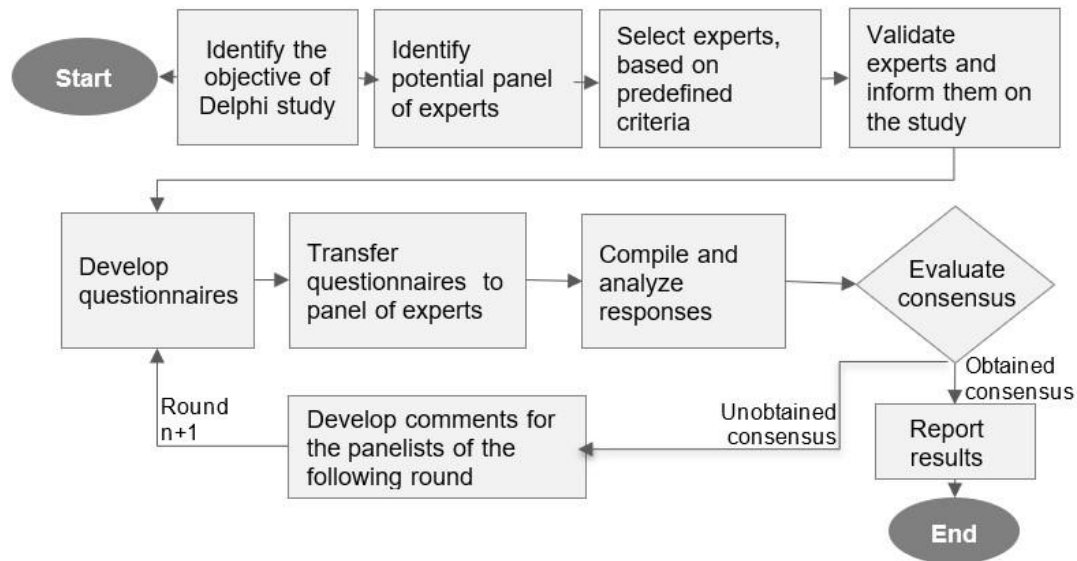 Start
Identify the
objective of
Delphi study
Identify
potential panel
of experts
Select experts,
based on
predefined
criteria
Validate
experts and
inform them on
the study
Develop
questionnaires
Transfer
questionnaires to
panel of experts
Compile and
analyze
responses
Evaluate
consensus
Obtained
consensus
Unobtained
consensus
Round
n+1
Develop comments for
the panelists of the
following round
Report
results
End